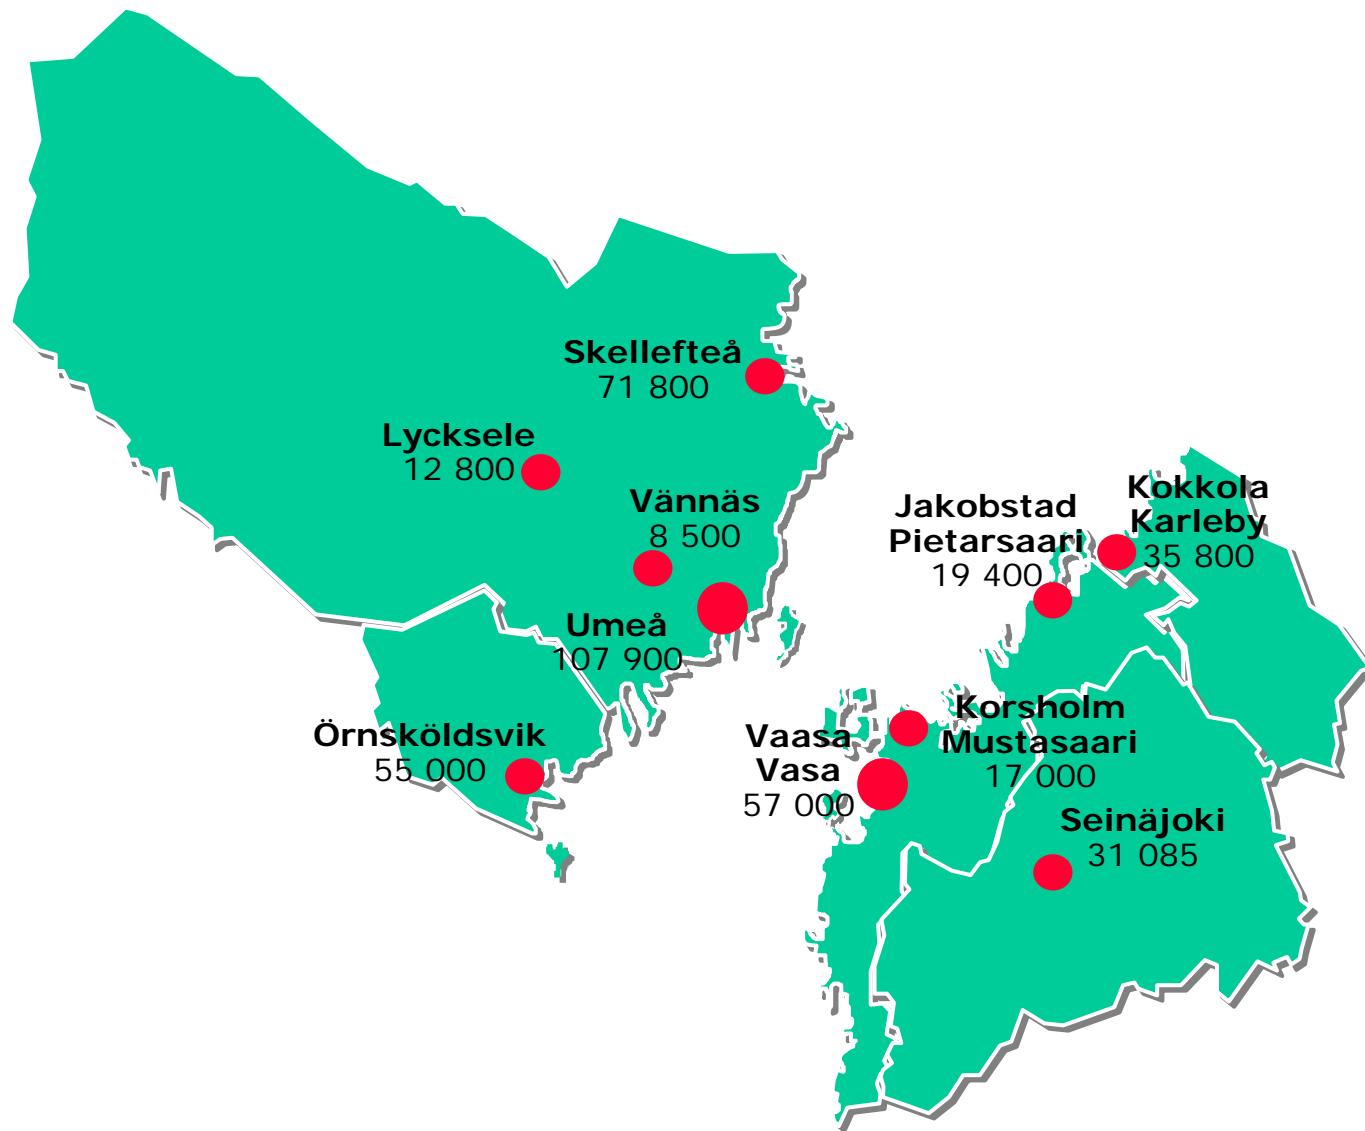 Skellefteå
71 800
Lycksele
12 800
Vännäs
8 500
Umeå
107 900
Örnsköldsvik
55 000
Jakobstad
Pietarsaari
19 400
Kokkola
Karleby
35 800
Vaasa
Vasa
57 000
Korsholm
Mustasaari
17 000
Seinäjoki
31 085